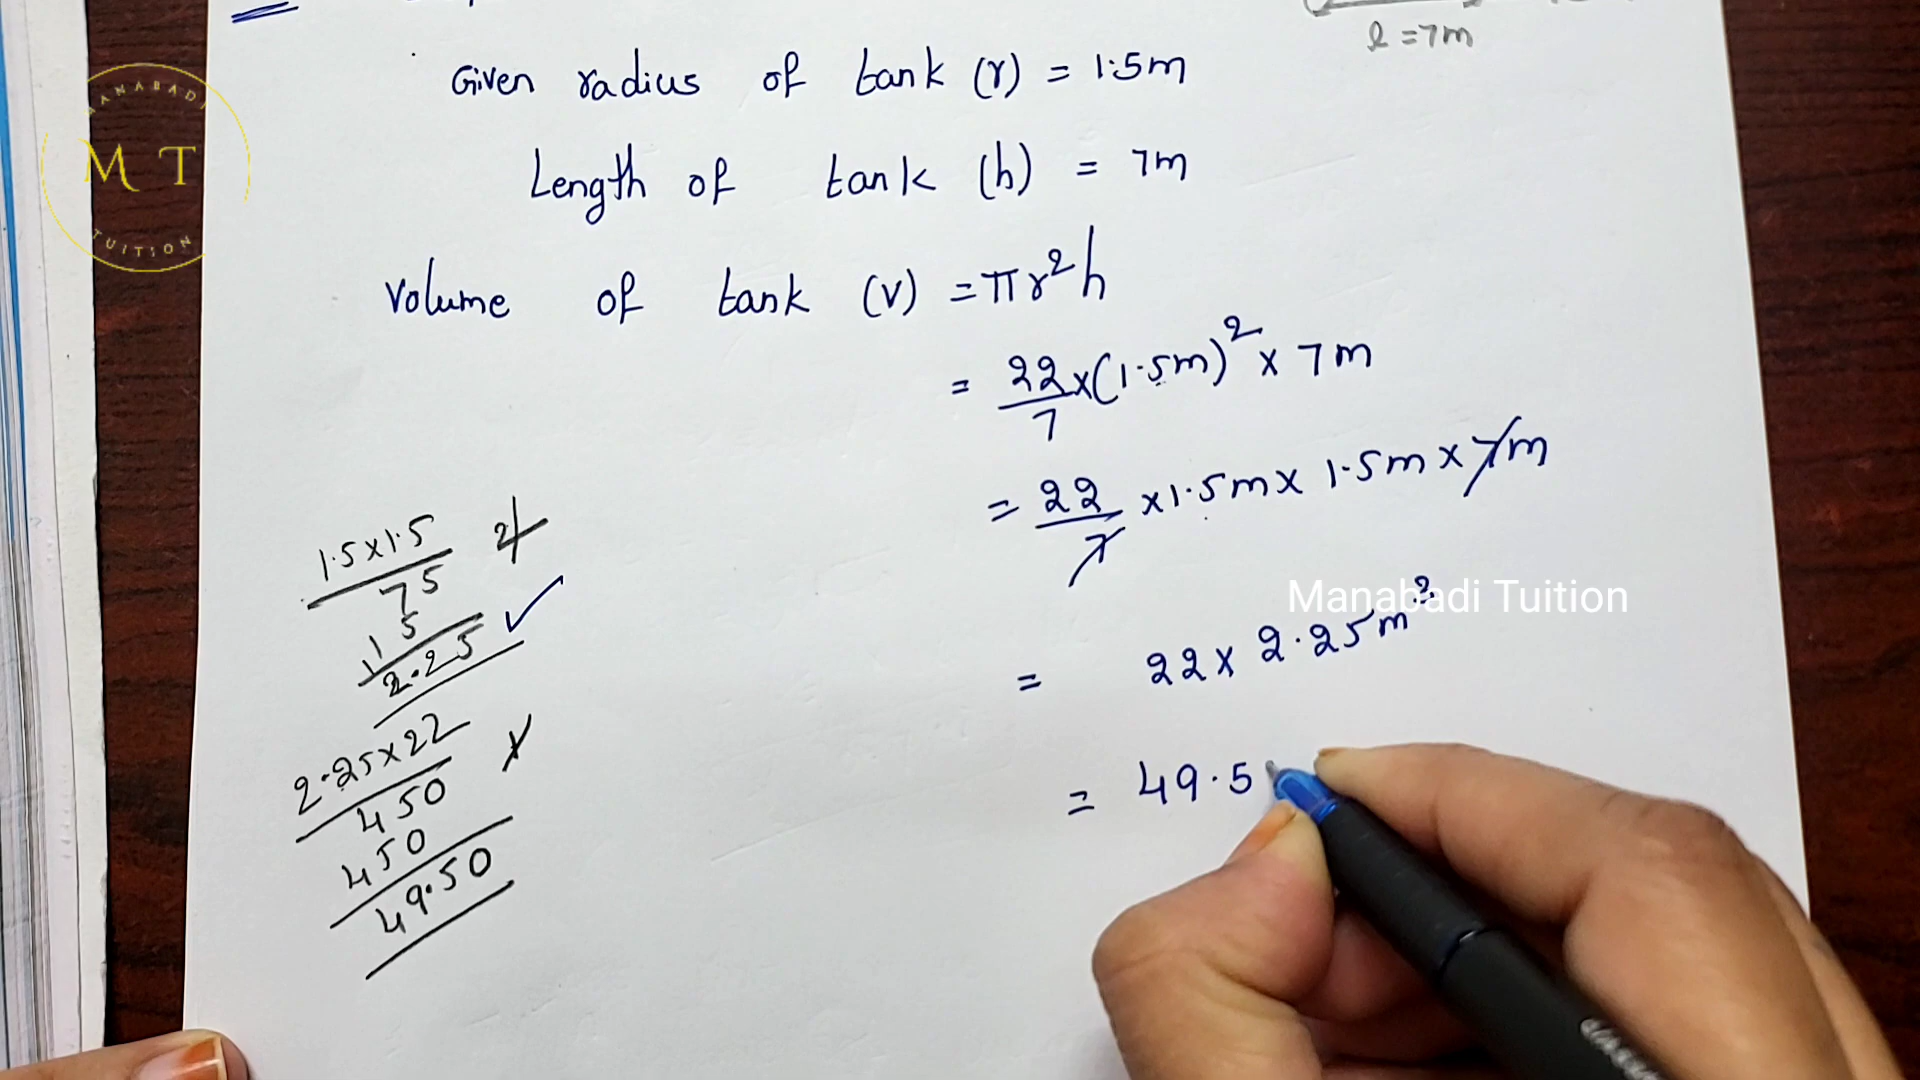 l = 7m
Given radius of tank (r) = 1.5m
Length of tank (h) = 7m
Volume of tank (v) = πr²h
= 22/7 x (1.5m)² x 7m
= 22/7 x 1.5m x 1.5m x 7m
= 22 x 2.25m³
= 49.5
1.5x1.5
75
15
2.25 ✓
2.25x22
450
450
49.50
MANABADI
M T
TUITION
Manabadi Tuition